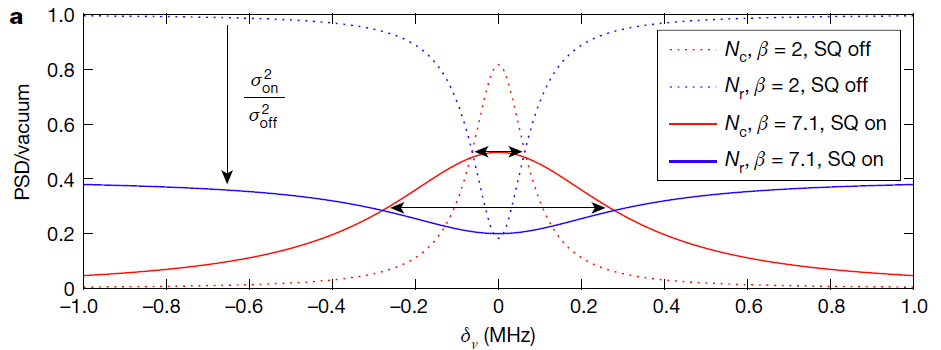 a
1.0
0.8
0.6
0.4
0.2
0
PSD/vacuum
σ²on
σ²off
Nc, β = 2, SQ off
Nr, β = 2, SQ off
Nc, β = 7.1, SQ on
Nr, β = 7.1, SQ on
−1.0 −0.8 −0.6 −0.4 −0.2 0 0.2 0.4 0.6 0.8 1.0
δν (MHz)